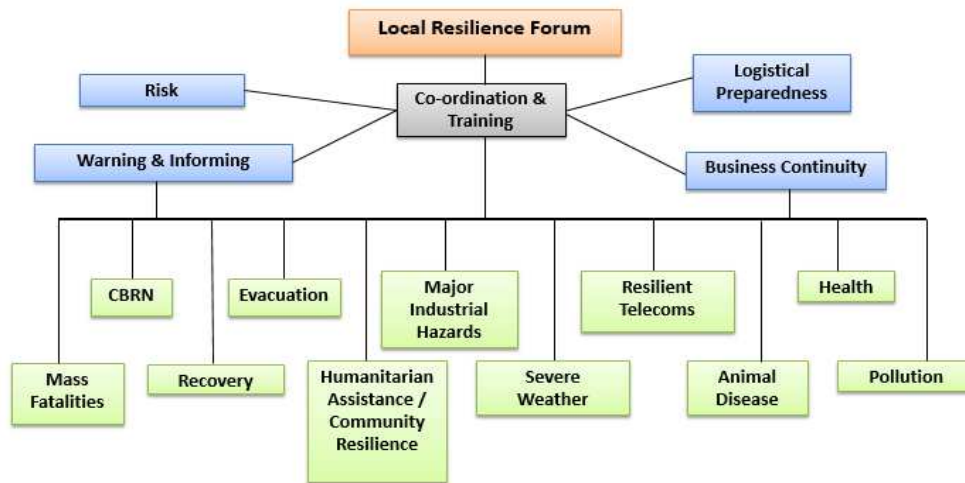 Local Resilience Forum
Risk
Co-ordination &
Training
Logistical
Preparedness
Warning & Informing
Business Continuity
CBRN
Evacuation
Major
Industrial
Hazards
Resilient
Telecoms
Health
Mass
Fatalities
Recovery
Humanitarian
Assistance /
Community
Resilience
Severe
Weather
Animal
Disease
Pollution